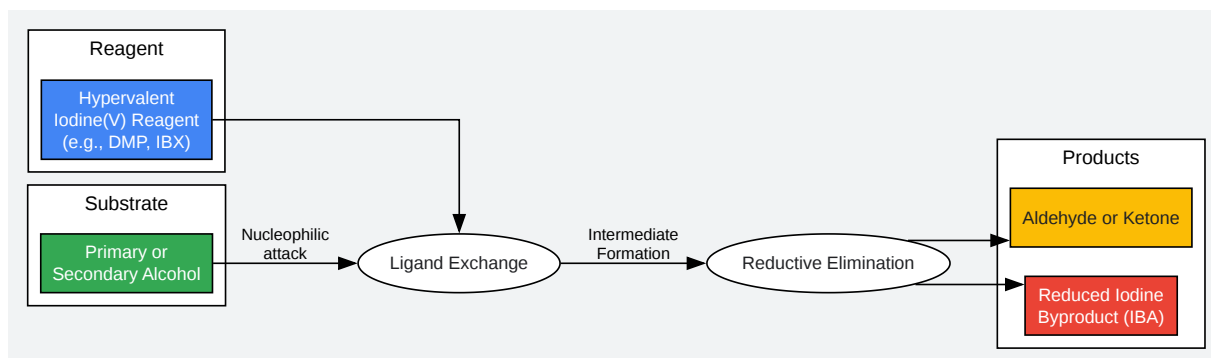 Reagent
Hypervalent
Iodine(V) Reagent
(e.g., DMP, IBX)
Substrate
Primary or
Secondary Alcohol
Nucleophilic
attack
Ligand Exchange
Intermediate
Formation
Reductive Elimination
Products
Aldehyde or Ketone
Reduced Iodine
Byproduct (IBA)